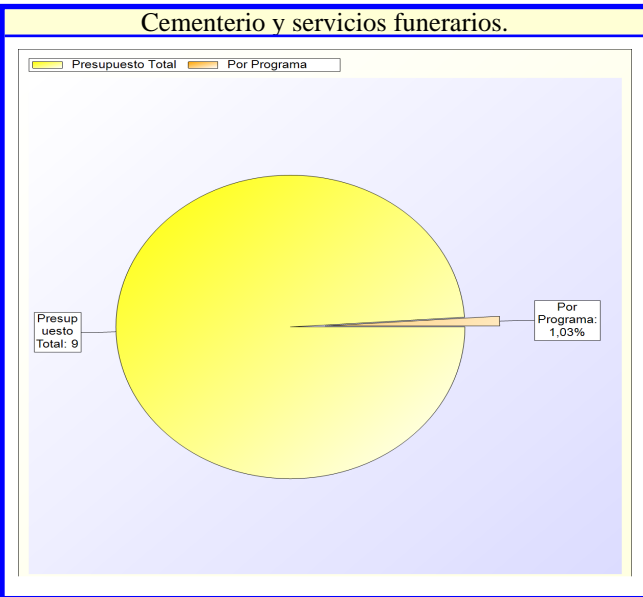 Cementerio y servicios funerarios.
Presupuesto Total Por Programa
Presup
uesto
Total: 9
Por
Programa:
1,03%